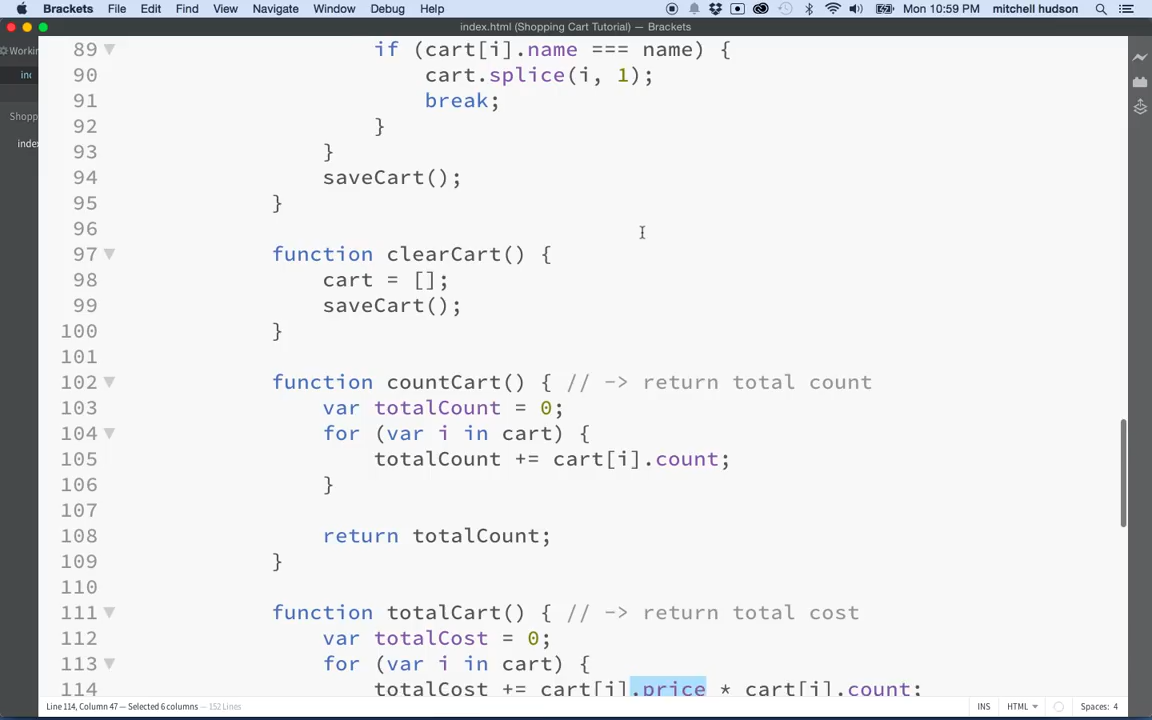 Brackets File Edit View Navigate Window Debug Help Mon 10:59 PM mitchell hudson
index.html (Shopping Cart Tutorial) — Brackets
Workin
inc
Shopp
index
89 if (cart[i].name === name) {
90 cart.splice(i, 1);
91 break;
92 }
93 }
94 saveCart();
95 }
96
97 function clearCart() {
98 cart = [];
99 saveCart();
100 }
101
102 function countCart() { // -> return total count
103 var totalCount = 0;
104 for (var i in cart) {
105 totalCount += cart[i].count;
106 }
107
108 return totalCount;
109 }
110
111 function totalCart() { // -> return total cost
112 var totalCost = 0;
113 for (var i in cart) {
114 totalCost += cart[i].price * cart[i].count;
Line 114, Column 47 — Selected 6 columns — 152 Lines INS HTML Spaces: 4